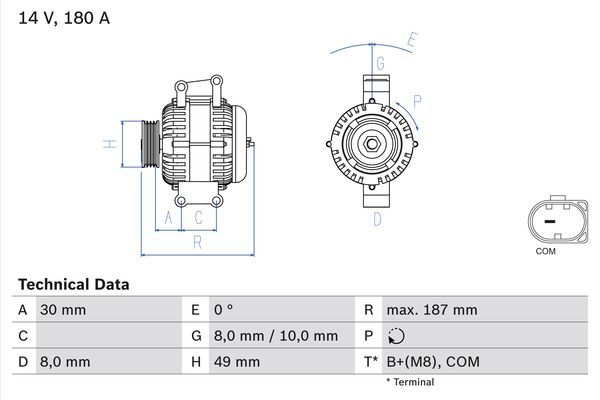 14 V, 180 A
E
G
P
H
A
C
D
R
COM
Technical Data
A 30 mm E 0 ° R max. 187 mm
C G 8,0 mm / 10,0 mm P
D 8,0 mm H 49 mm T* B+(M8), COM
* Terminal